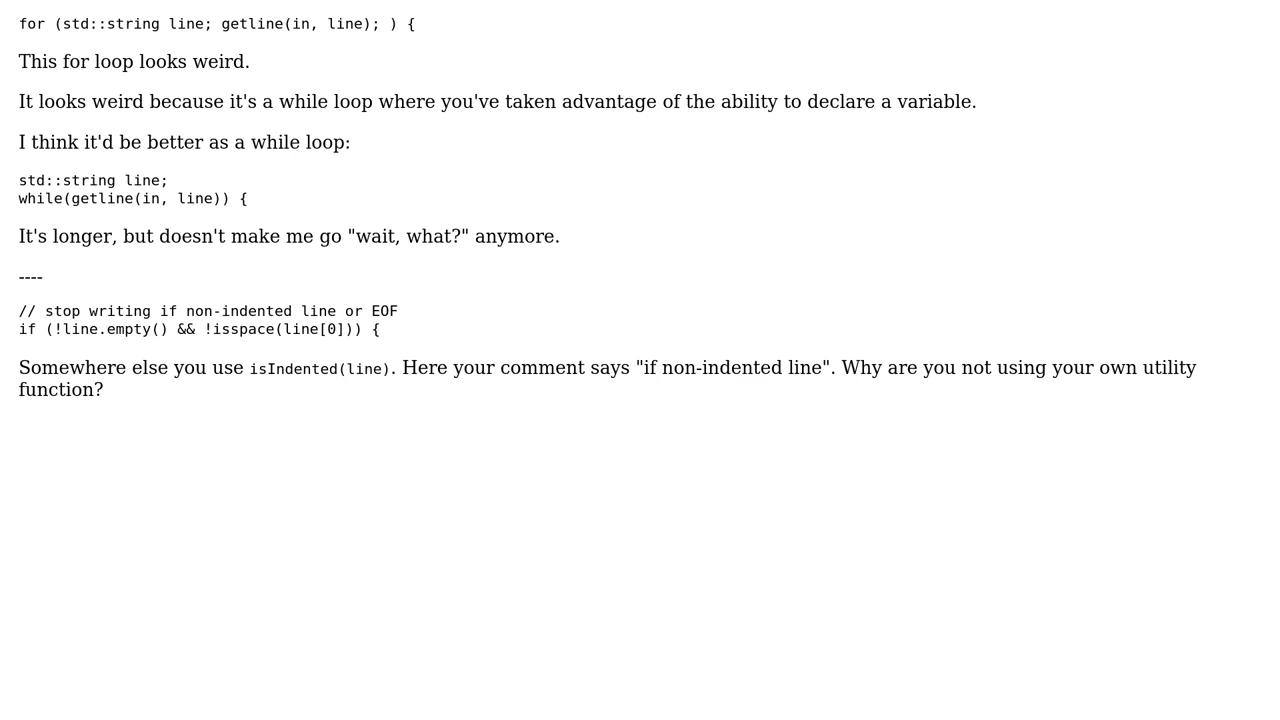 for (std::string line; getline(in, line); ) {
This for loop looks weird.
It looks weird because it's a while loop where you've taken advantage of the ability to declare a variable.
I think it'd be better as a while loop:
std::string line;
while(getline(in, line)) {
It's longer, but doesn't make me go "wait, what?" anymore.
----
// stop writing if non-indented line or EOF
if (!line.empty() && !isspace(line[0])) {
Somewhere else you use isIndented(line). Here your comment says "if non-indented line". Why are you not using your own utility
function?